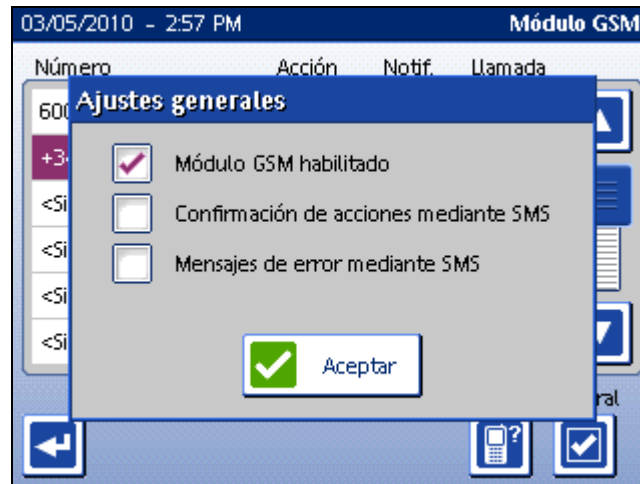 03/05/2010 - 2:57 PM Módulo GSM
Número Acción Notif. Llamada
Ajustes generales
Módulo GSM habilitado
Confirmación de acciones mediante SMS
Mensajes de error mediante SMS
Aceptar